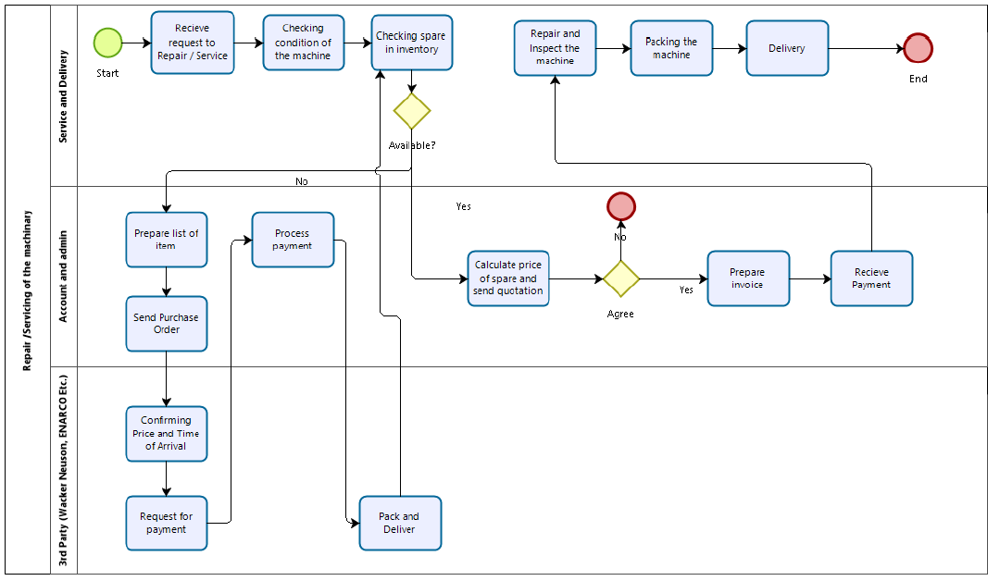 Repair /Servicing of the machinary
Service and Delivery
Start
Recieve
request to
Repair / Service
Checking
condition of
the machine
Checking spare
in inventory
Available?
No
Yes
Repair and
Inspect the
machine
Packing the
machine
Delivery
End
Account and admin
Prepare list of
item
Send Purchase
Order
Process
payment
Calculate price
of spare and
send quotation
No
Agree
Yes
Prepare
invoice
Recieve
Payment
3rd Party (Wacker Neuson, ENARCO Etc.)
Confirming
Price and Time
of Arrival
Request for
payment
Pack and
Deliver